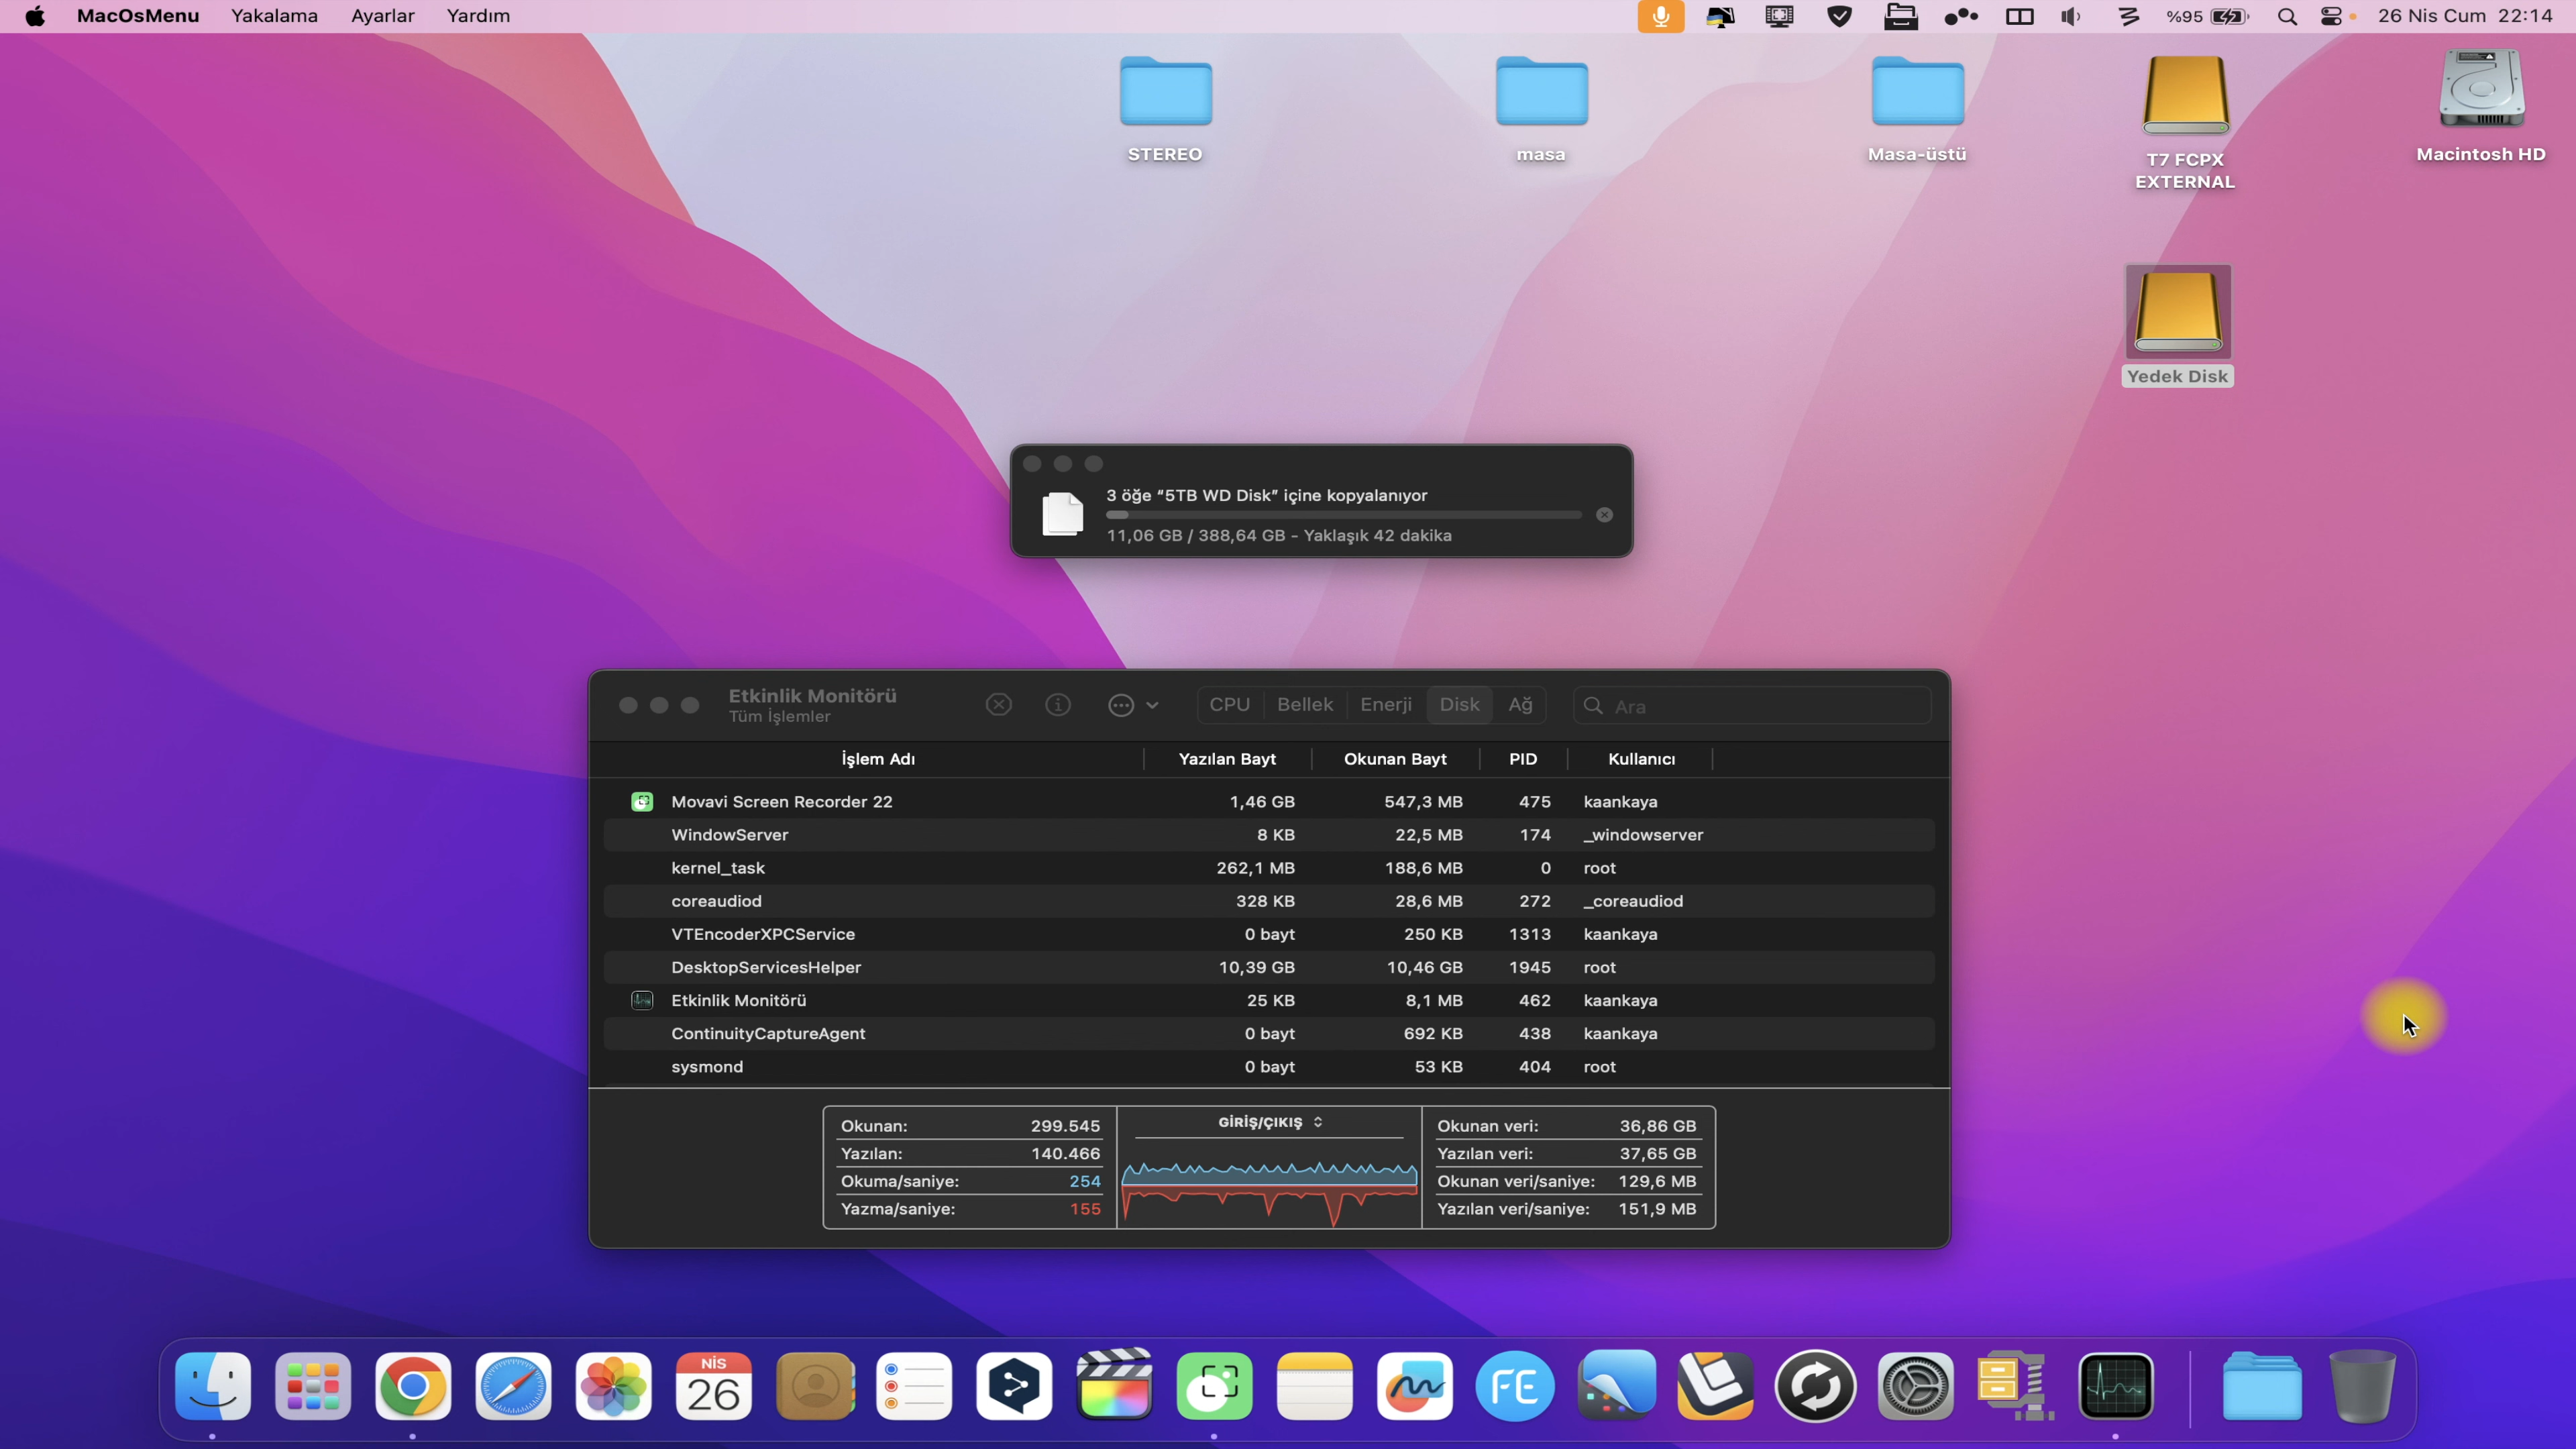 MacOsMenu Yakalama Ayarlar Yardım %95 26 Nis Cum 22:14
STEREO
masa
Masa-üstü
T7 FCPX
EXTERNAL
Macintosh HD
Yedek Disk
3 öğe “5TB WD Disk” içine kopyalanıyor
11,06 GB / 388,64 GB - Yaklaşık 42 dakika
Etkinlik Monitörü
Tüm İşlemler
CPU Bellek Enerji Disk Ağ Ara
İşlem Adı Yazılan Bayt Okunan Bayt PID Kullanıcı
Movavi Screen Recorder 22 1,46 GB 547,3 MB 475 kaankaya
WindowServer 8 KB 22,5 MB 174 _windowserver
kernel_task 262,1 MB 188,6 MB 0 root
coreaudiod 328 KB 28,6 MB 272 _coreaudiod
VTEncoderXPCService 0 bayt 250 KB 1313 kaankaya
DesktopServicesHelper 10,39 GB 10,46 GB 1945 root
Etkinlik Monitörü 25 KB 8,1 MB 462 kaankaya
ContinuityCaptureAgent 0 bayt 692 KB 438 kaankaya
sysmond 0 bayt 53 KB 404 root
Okunan: 299.545
Yazılan: 140.466
Okuma/saniye: 254
Yazma/saniye: 155
GİRİŞ/ÇIKIŞ
Okunan veri: 36,86 GB
Yazılan veri: 37,65 GB
Okunan veri/saniye: 129,6 MB
Yazılan veri/saniye: 151,9 MB
NİS
26
FE